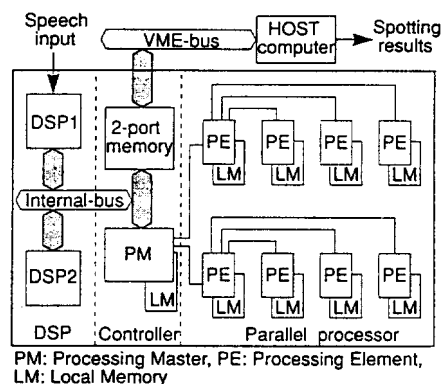 Speech
input
VME-bus
HOST
computer
Spotting
results
DSP1
2-port
memory
PE
LM
PE
LM
PE
LM
PE
LM
Internal-bus
DSP2
PM
LM
PE
LM
PE
LM
PE
LM
PE
LM
DSP
Controller
Parallel processor
PM: Processing Master, PE: Processing Element,
LM: Local Memory